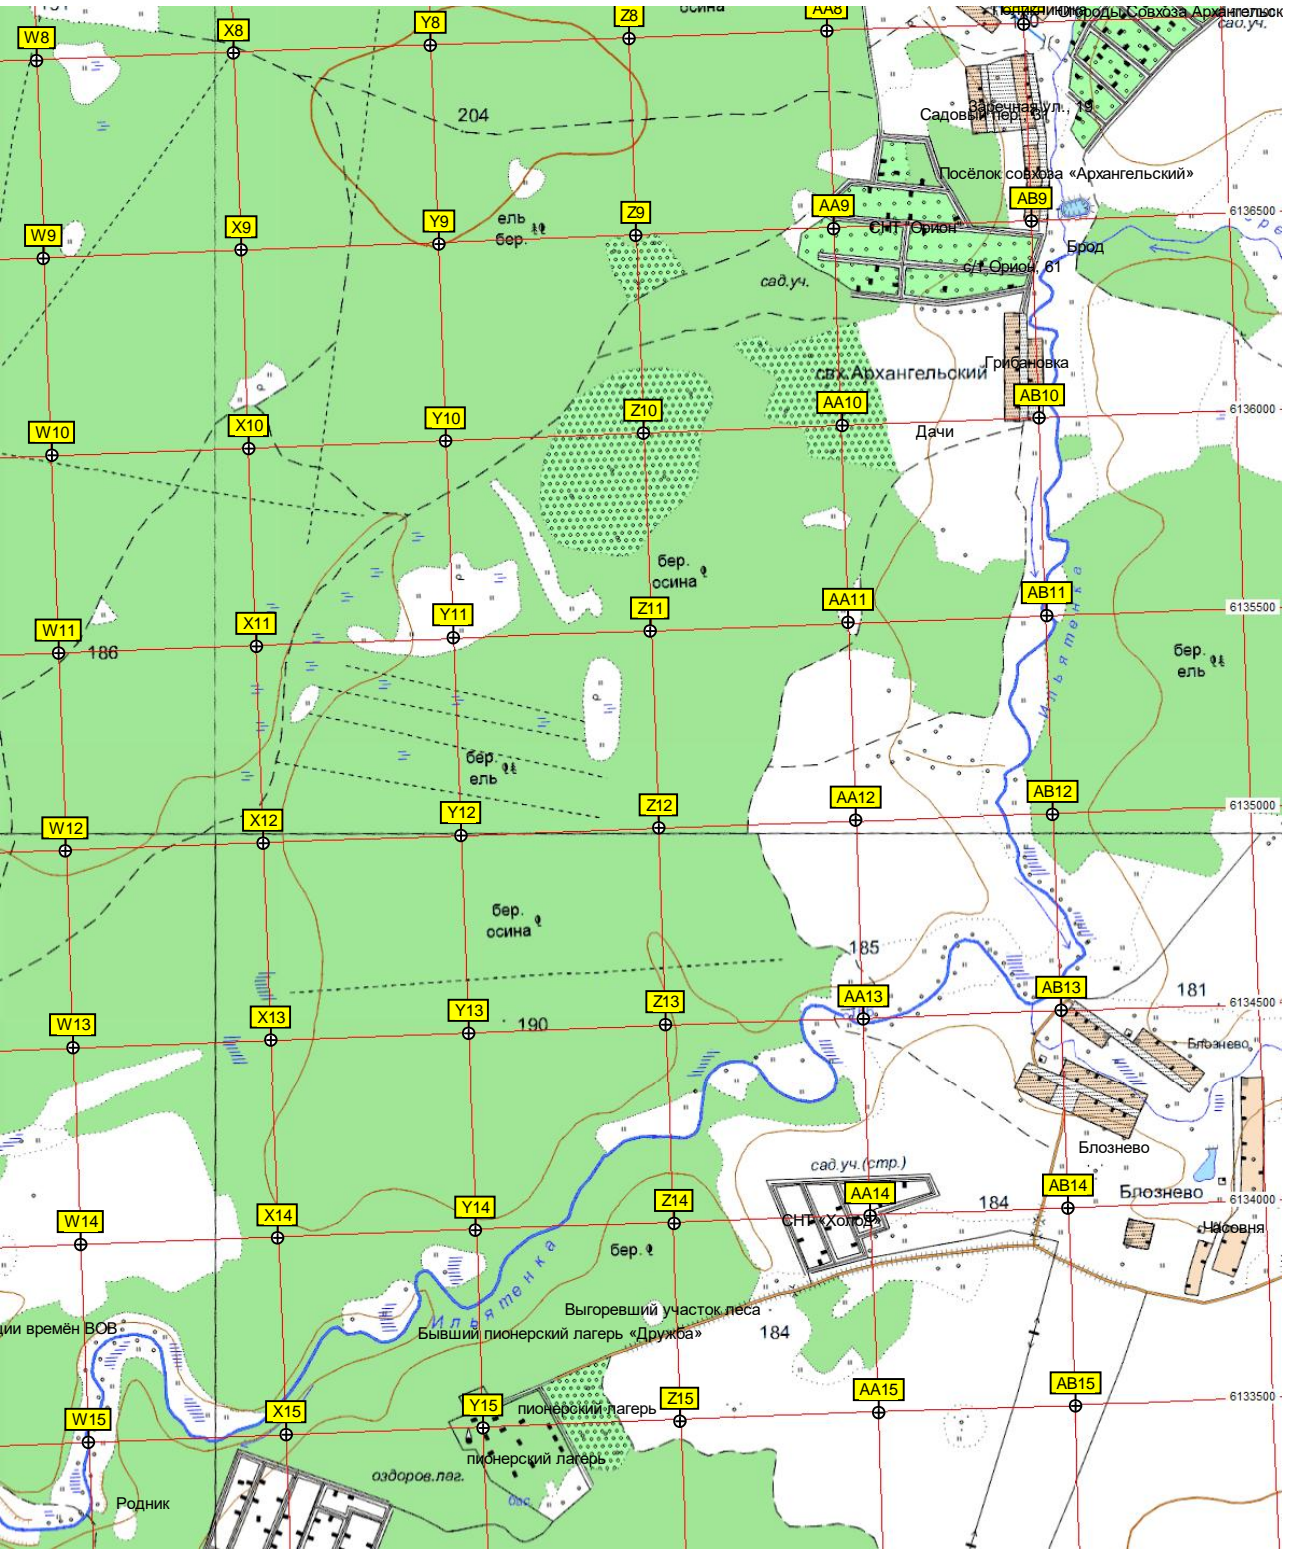 осина
Поликлиника
Огороды Совхоза Архангельск
сад.уч.
W8
X8
Y8
Z8
AA8
204
Заречная ул., 19
Садовый пер., 31
Посёлок совхоза «Архангельский»
W9
X9
Y9
Z9
AA9
AB9
6136500
ель
бер.
СНТ "Орион"
Брод
с/т Орион, 61
сад.уч.
Грибановка
свх.Архангельский
W10
X10
Y10
Z10
AA10
AB10
6136000
Дачи
бер.
осина
W11
X11
Y11
Z11
AA11
AB11
6135500
186
Ильятенка
бер.
ель
бер.
ель
W12
X12
Y12
Z12
AA12
AB12
6135000
бер.
осина
185
W13
X13
Y13
Z13
AA13
AB13
181
6134500
190
Блознево
Блознево
сад.уч.(стр.)
W14
X14
Y14
Z14
AA14
AB14
184
Блознево
6134000
СНТ «Холод»
Часовня
бер.
Ильятенка
Выгоревший участок леса
ии времён ВОВ
Бывший пионерский лагерь «Дружба»
184
W15
X15
Y15
Z15
AA15
AB15
6133500
пионерский лагерь
пионерский лагерь
оздоров.лаг.
бас.
Родник